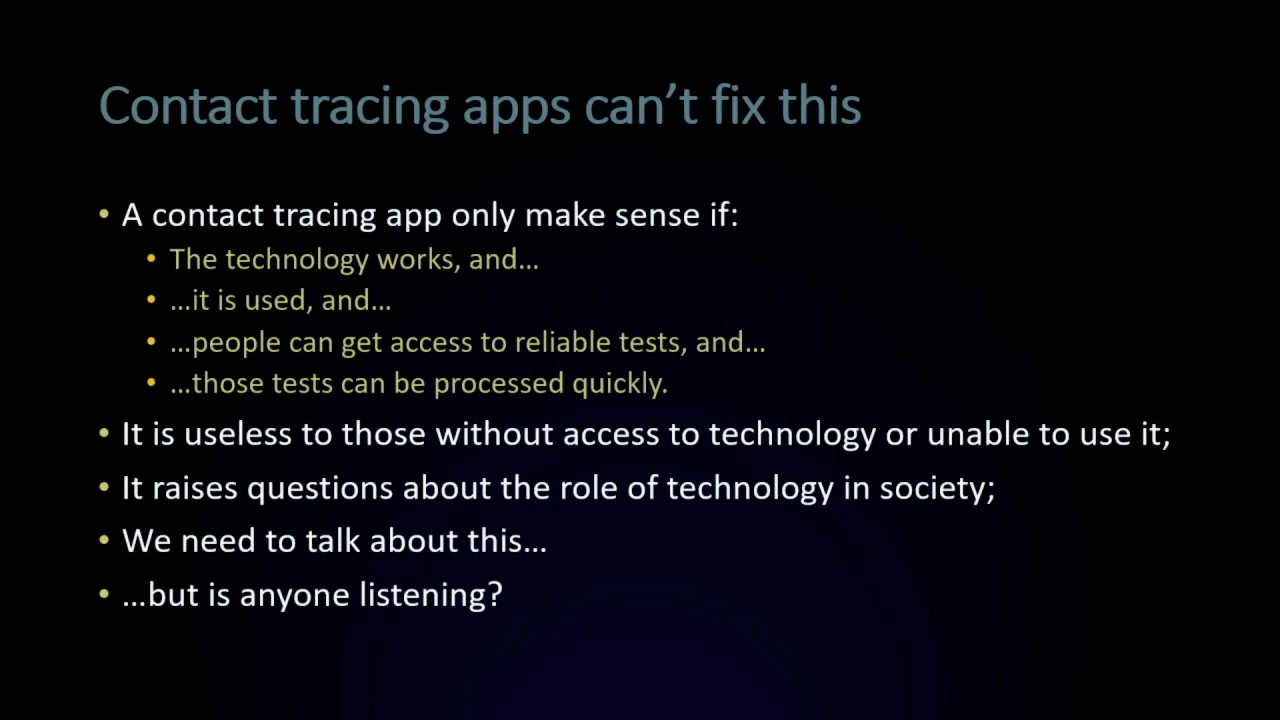 Contact tracing apps can’t fix this
• A contact tracing app only make sense if:
• The technology works, and…
• …it is used, and…
• …people can get access to reliable tests, and…
• …those tests can be processed quickly.
• It is useless to those without access to technology or unable to use it;
• It raises questions about the role of technology in society;
• We need to talk about this…
• …but is anyone listening?